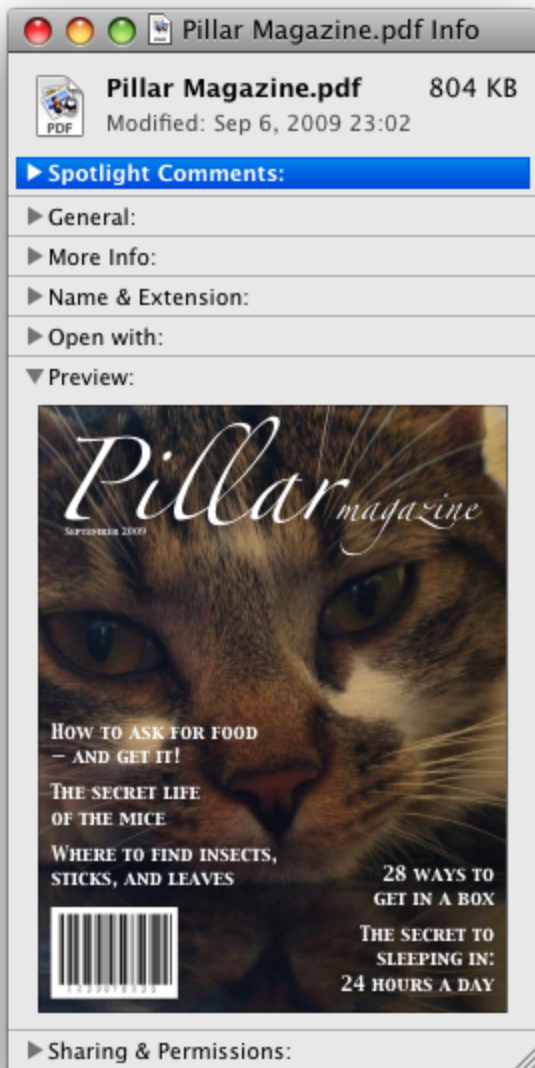 Pillar Magazine.pdf Info
Pillar Magazine.pdf 804 KB
Modified: Sep 6, 2009 23:02
PDF
Spotlight Comments:
General:
More Info:
Name & Extension:
Open with:
Preview:
Pillar magazine
September 2009
How to ask for food
– and get it!
The secret life
of the mice
Where to find insects,
sticks, and leaves
28 ways to
get in a box
The secret to
sleeping in:
24 hours a day
Sharing & Permissions: